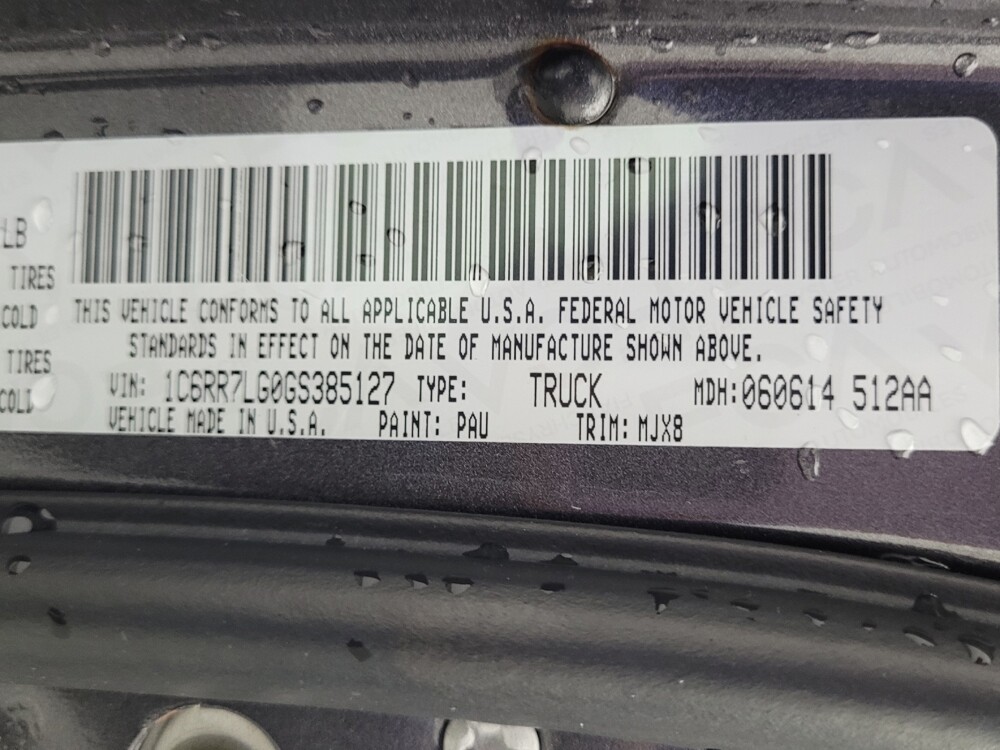 LB
TIRES
COLD
TIRES
COLD
THIS VEHICLE CONFORMS TO ALL APPLICABLE U.S.A. FEDERAL MOTOR VEHICLE SAFETY
STANDARDS IN EFFECT ON THE DATE OF MANUFACTURE SHOWN ABOVE.
VIN: 1C6RR7LG0GS385127 TYPE: TRUCK MDH:060614 512AA
VEHICLE MADE IN U.S.A. PAINT: PAU TRIM: MJX8